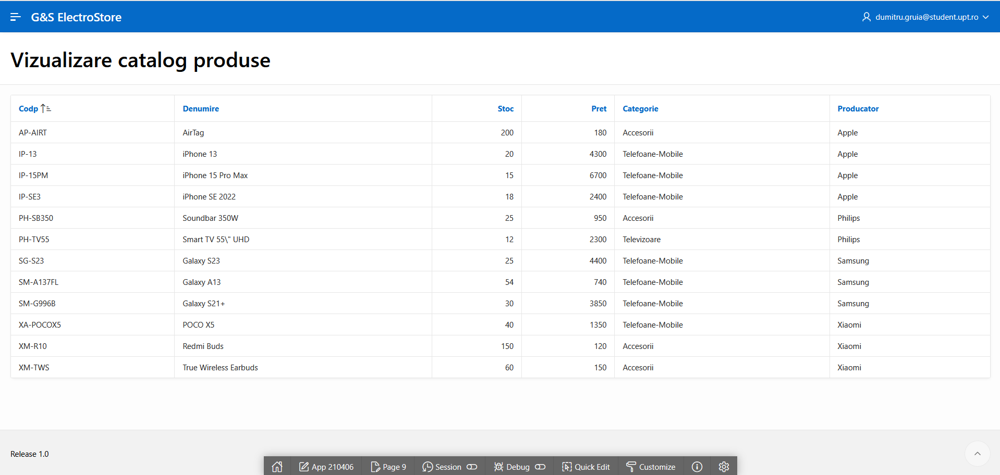 G&S ElectroStore dumitru.gruia@student.upt.ro
Vizualizare catalog produse
Codp Denumire Stoc Pret Categorie Producator
AP-AIRT AirTag 200 180 Accesorii Apple
IP-13 iPhone 13 20 4300 Telefoane-Mobile Apple
IP-15PM iPhone 15 Pro Max 15 6700 Telefoane-Mobile Apple
IP-SE3 iPhone SE 2022 18 2400 Telefoane-Mobile Apple
PH-SB350 Soundbar 350W 25 950 Accesorii Philips
PH-TV55 Smart TV 55\" UHD 12 2300 Televizoare Philips
SG-S23 Galaxy S23 25 4400 Telefoane-Mobile Samsung
SM-A137FL Galaxy A13 54 740 Telefoane-Mobile Samsung
SM-G996B Galaxy S21+ 30 3850 Telefoane-Mobile Samsung
XA-POCOX5 POCO X5 40 1350 Telefoane-Mobile Xiaomi
XM-R10 Redmi Buds 150 120 Accesorii Xiaomi
XM-TWS True Wireless Earbuds 60 150 Accesorii Xiaomi
Release 1.0
App 210406 Page 9 Session Debug Quick Edit Customize